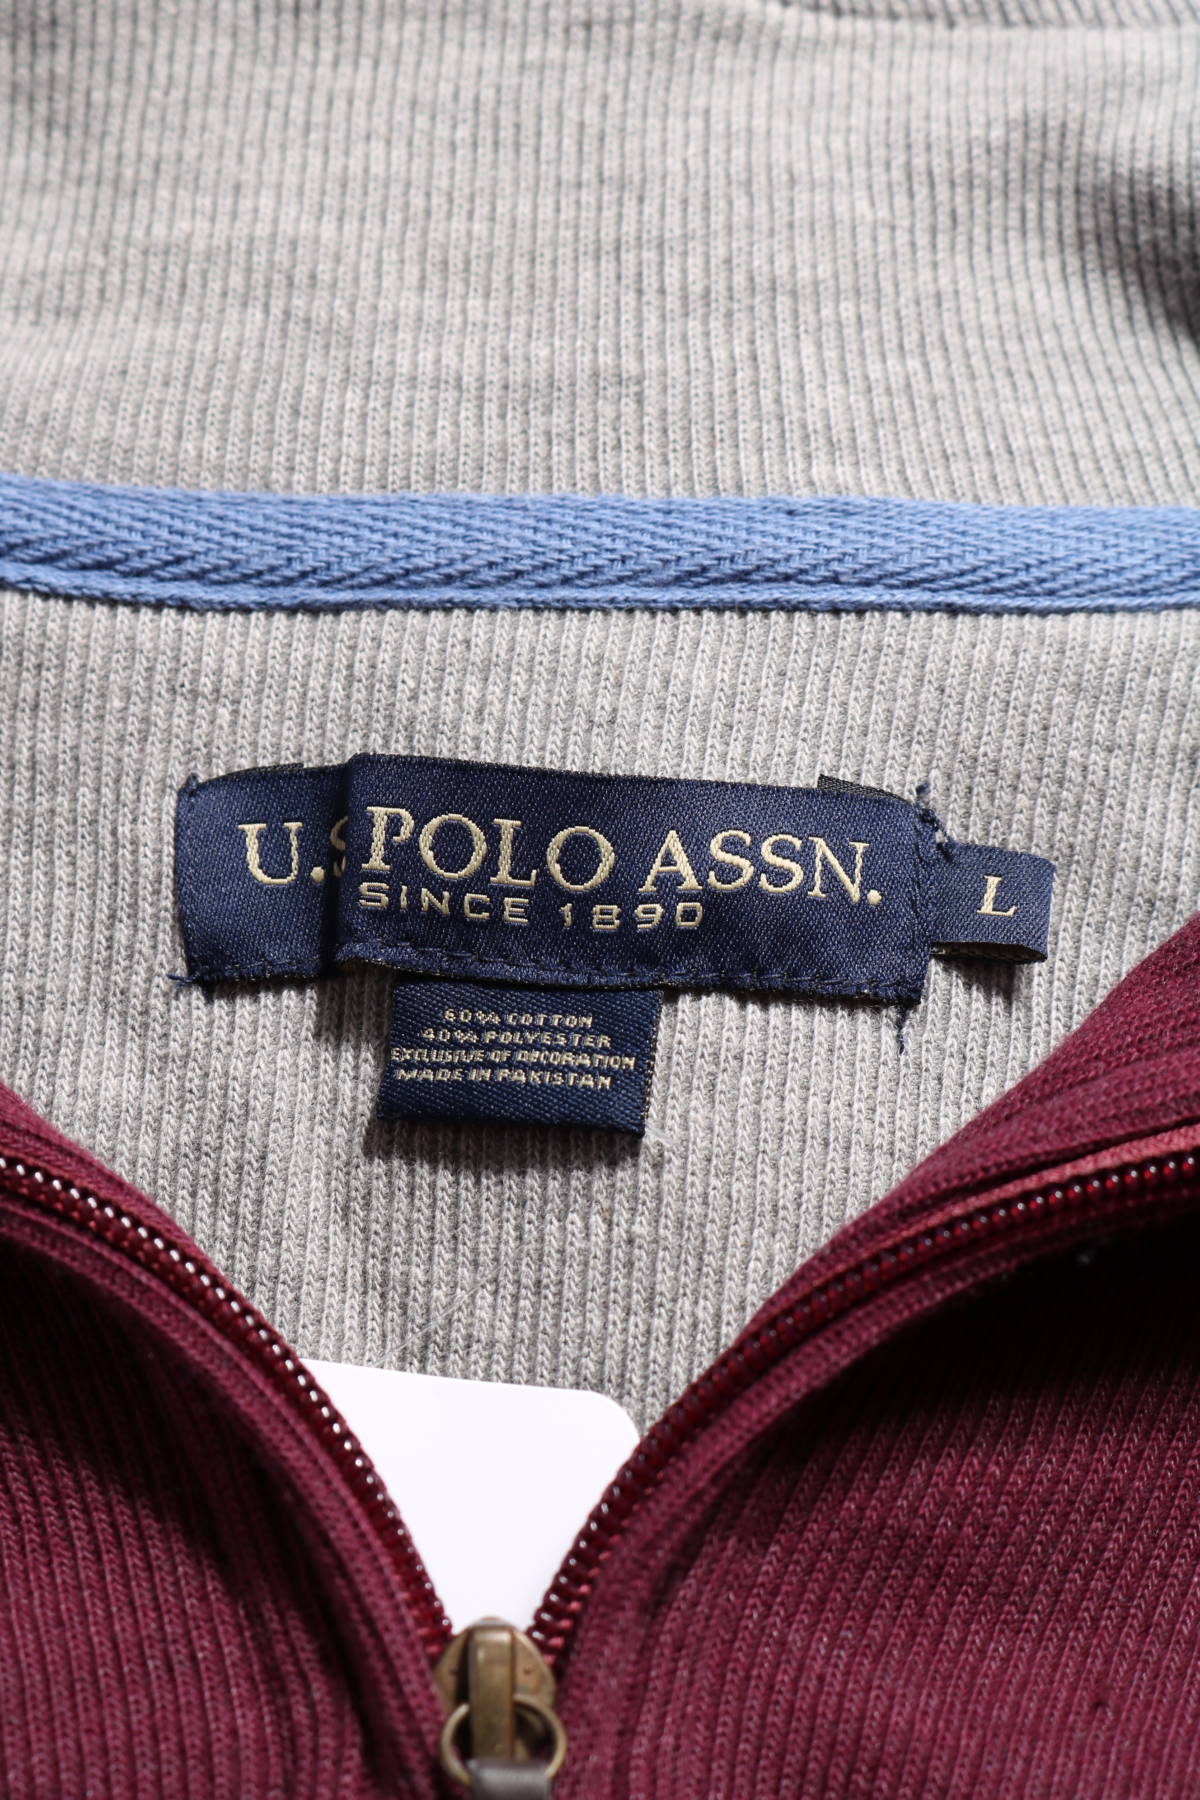 U.S POLO ASSN.
SINCE 1890
L
60% COTTON
40% POLYESTER
EXCLUSIVE OF DECORATION
MADE IN PAKISTAN